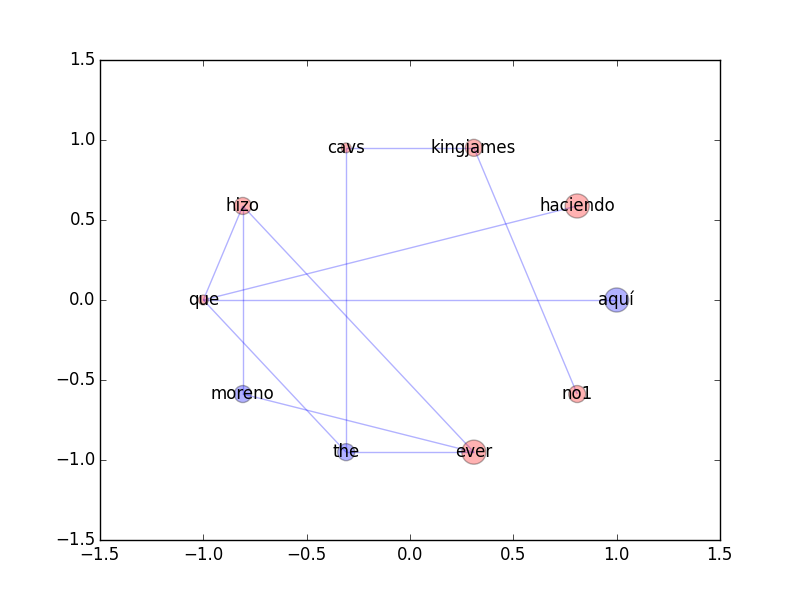 1.5
cavs kingjames
1.0
hizo haciendo
0.5
que aquí
0.0
moreno no1
−0.5
the ever
−1.0
−1.5
−1.5 −1.0 −0.5 0.0 0.5 1.0 1.5